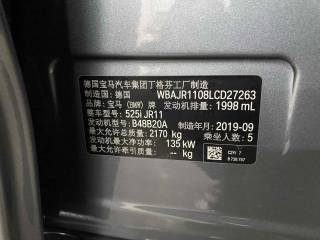 德国宝马汽车集团丁格芬工厂制造
制造国: 德国 WBAJR1108LCD27263
品牌: 宝马 (BMW) 牌 发动机排量: 1998 mL
整车型号: 525i JR11
发动机型号: B48B20A 制造年月: 2019-09
最大允许总质量: 2170 kg 乘坐人数: 5
发动机最大净功率: 135 kW
最大允许牵引质量: -- kg